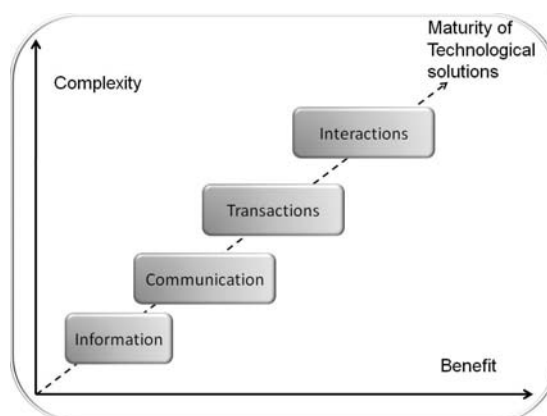 Maturity of
Technological
solutions
Complexity
Interactions
Transactions
Communication
Information
Benefit